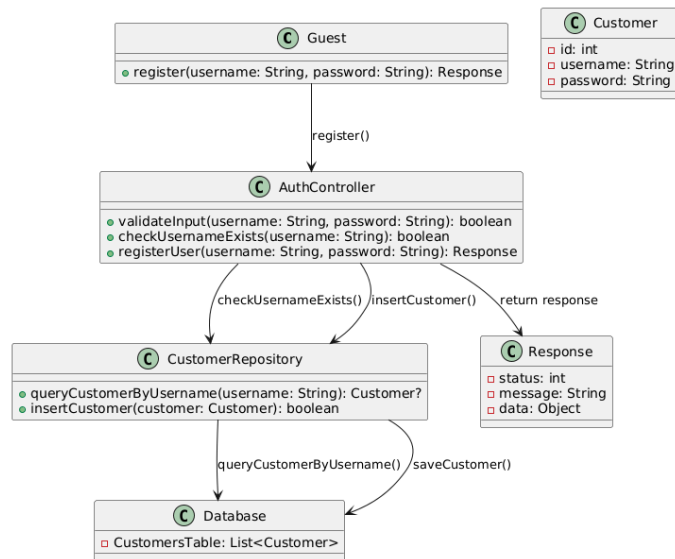 C Guest
+ register(username: String, password: String): Response
C Customer
id: int
username: String
password: String
register()
C AuthController
validateInput(username: String, password: String): boolean
checkUsernameExists(username: String): boolean
registerUser(username: String, password: String): Response
checkUsernameExists()
insertCustomer()
return response
C CustomerRepository
queryCustomerByUsername(username: String): Customer?
insertCustomer(customer: Customer): boolean
C Response
status: int
message: String
data: Object
queryCustomerByUsername()
saveCustomer()
C Database
CustomersTable: List<Customer>